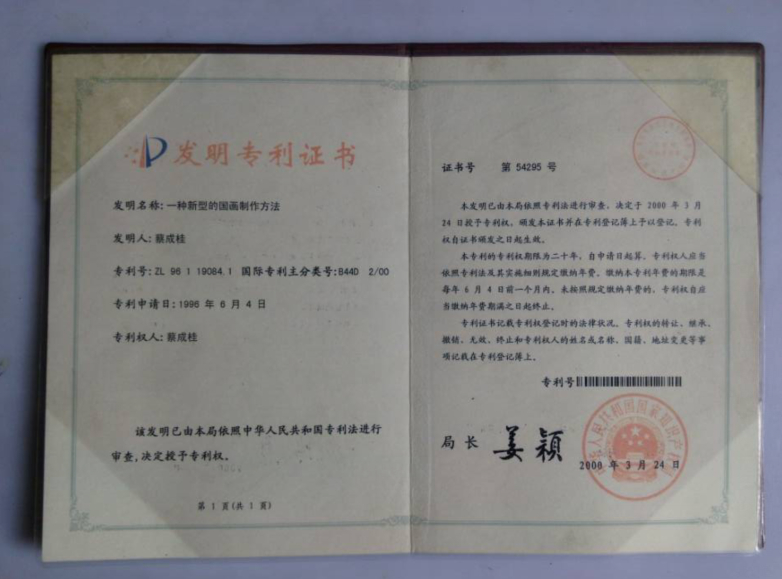 发明专利证书
发明名称:一种新型的国画制作方法
发明人:蔡成桂
专利号:ZL 96 1 19084.1 国际专利主分类号:B44D 2/00
专利申请日:1996 年 6 月 4 日
专利权人:蔡成桂
该发明已由本局依照中华人民共和国专利法进行
审查,决定授予专利权。
第 1 页(共 1 页)
证书号 第 54295 号
本发明已由本局依照专利法进行审查,决定于 2000 年 3 月
24 日授予专利权,颁发本证书并在专利登记簿上予以登记。专利
权自证书颁发之日起生效。
本专利的专利权期限为二十年,自申请日起算。专利权人应当
依照专利法及其实施细则规定缴纳年费。缴纳本专利年费的期限是
每年 6 月 4 日前一个月内。未按照规定缴纳年费的,专利权自应
当缴纳年费期满之日起终止。
专利证书记载专利权登记时的法律状况。专利权的转让、继承、
撤销、无效、终止和专利权人的姓名或名称、国籍、地址变更等事
项记载在专利登记簿上。
专利号
局长 姜颖
2000 年 3 月 24 日
中华人民共和国国家知识产权局